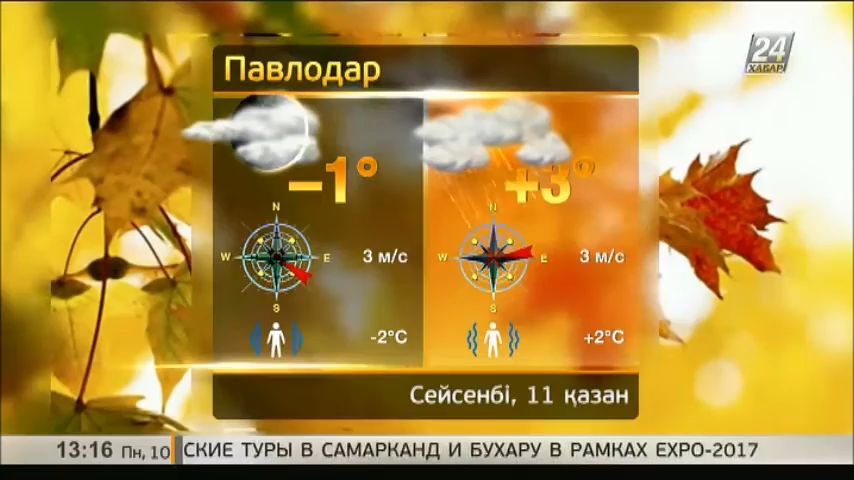 Павлодар
24
ХАБАР
–1° +3°
N N
W E W E
3 м/с 3 м/с
S S
-2°C +2°C
Сейсенбі, 11 қазан
13:16 Пн, 10 СКИЕ ТУРЫ В САМАРКАНД И БУХАРУ В РАМКАХ EXPO-2017